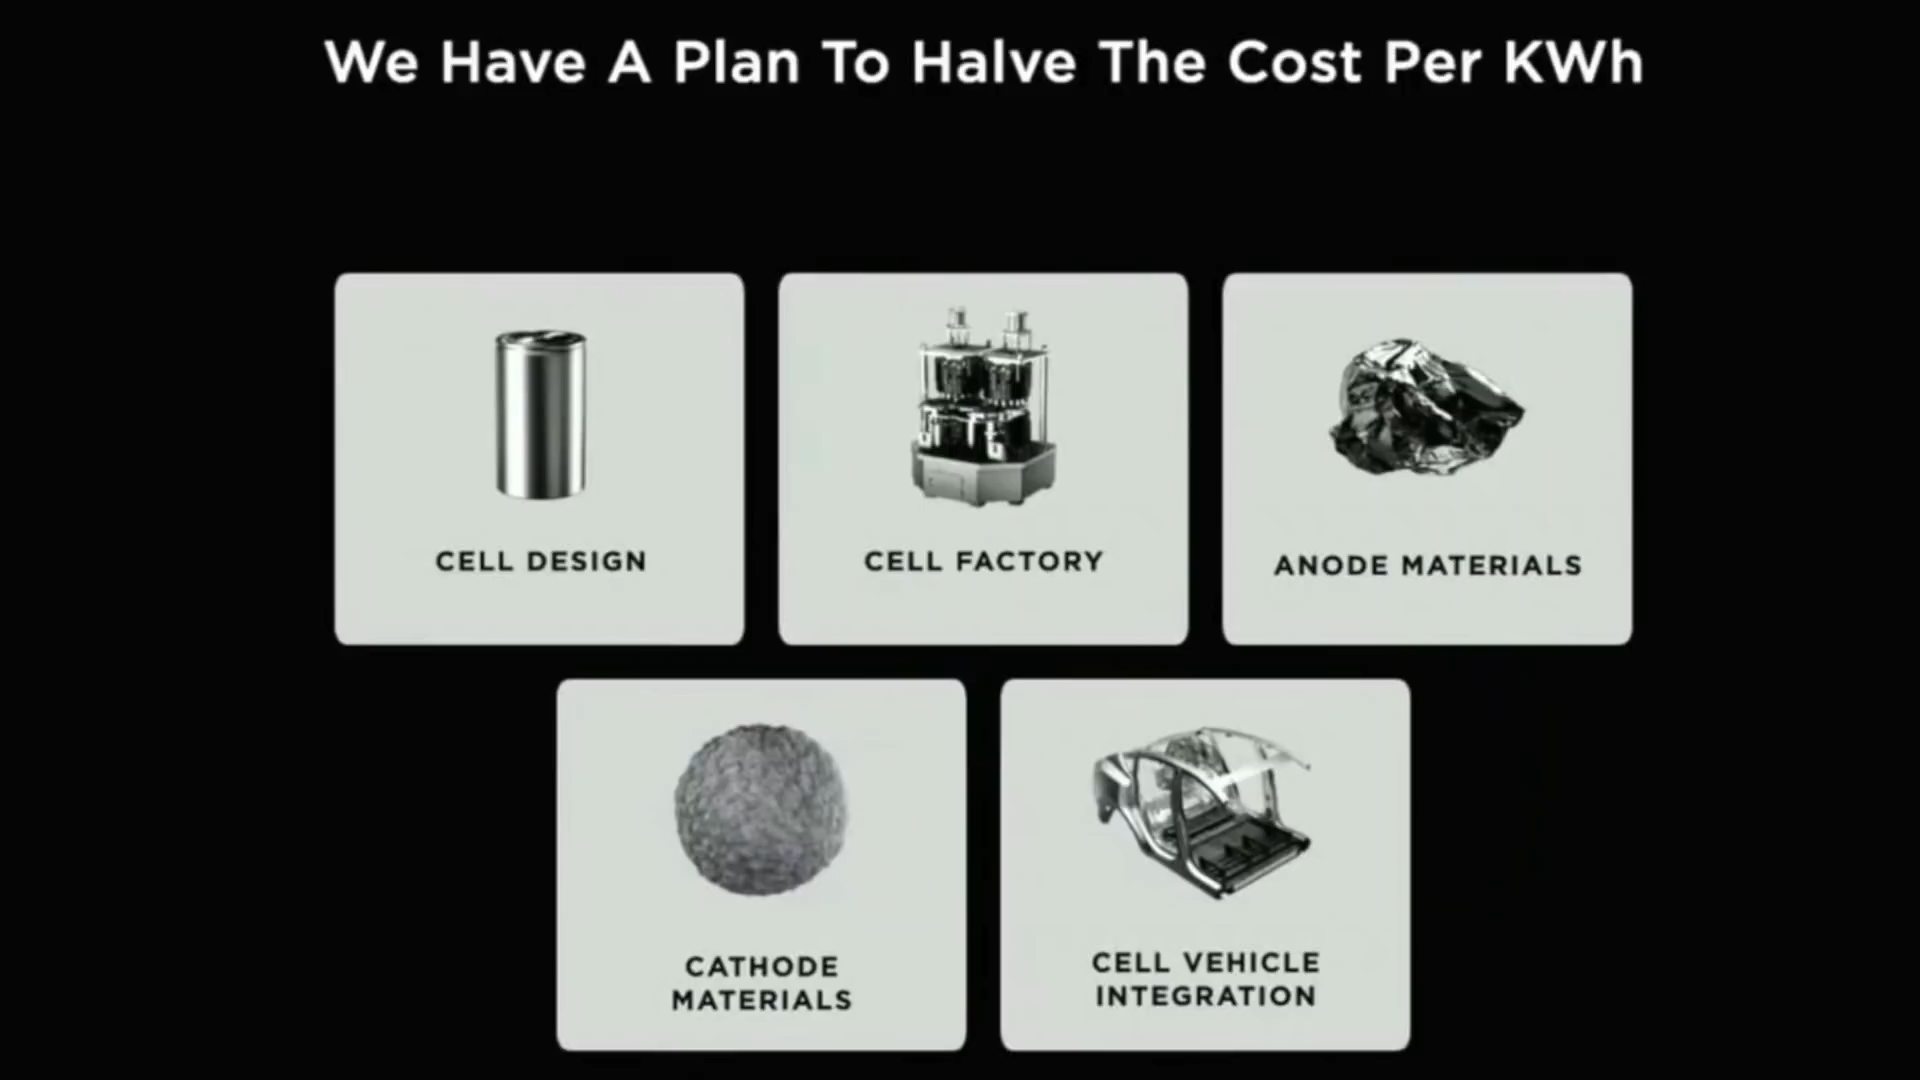 We Have A Plan To Halve The Cost Per KWh
CELL DESIGN
CELL FACTORY
ANODE MATERIALS
CATHODE
MATERIALS
CELL VEHICLE
INTEGRATION